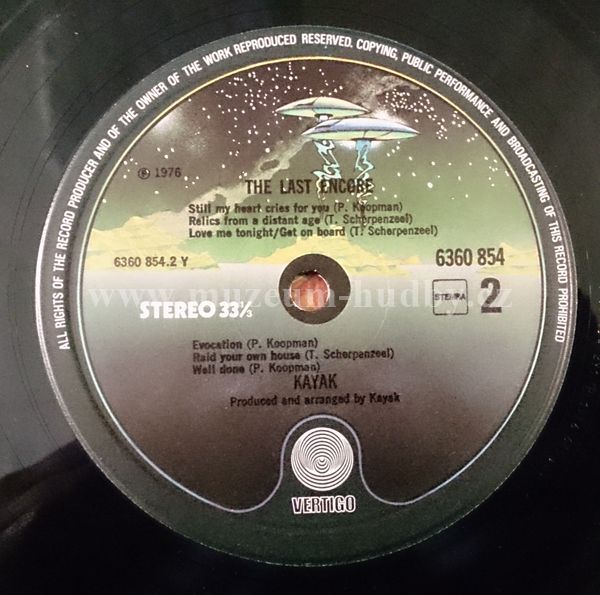 ALL RIGHTS OF THE RECORD PRODUCER AND OF THE OWNER OF THE WORK REPRODUCED RESERVED. COPYING, PUBLIC PERFORMANCE AND BROADCASTING OF THIS RECORD PROHIBITED
℗ 1976
THE LAST ENCORE
Still my heart cries for you (P. Koopman)
Relics from a distant age (T. Scherpenzeel)
Love me tonight/Get on board (T. Scherpenzeel)
6360 854.2 Y
6360 854
www.muzeum-hudby.cz
STEREO 33⅓
STEMRA
2
Evocation (P. Koopman)
Raid your own house (T. Scherpenzeel)
Well done (P. Koopman)
KAYAK
Produced and arranged by Kayak
VERTIGO